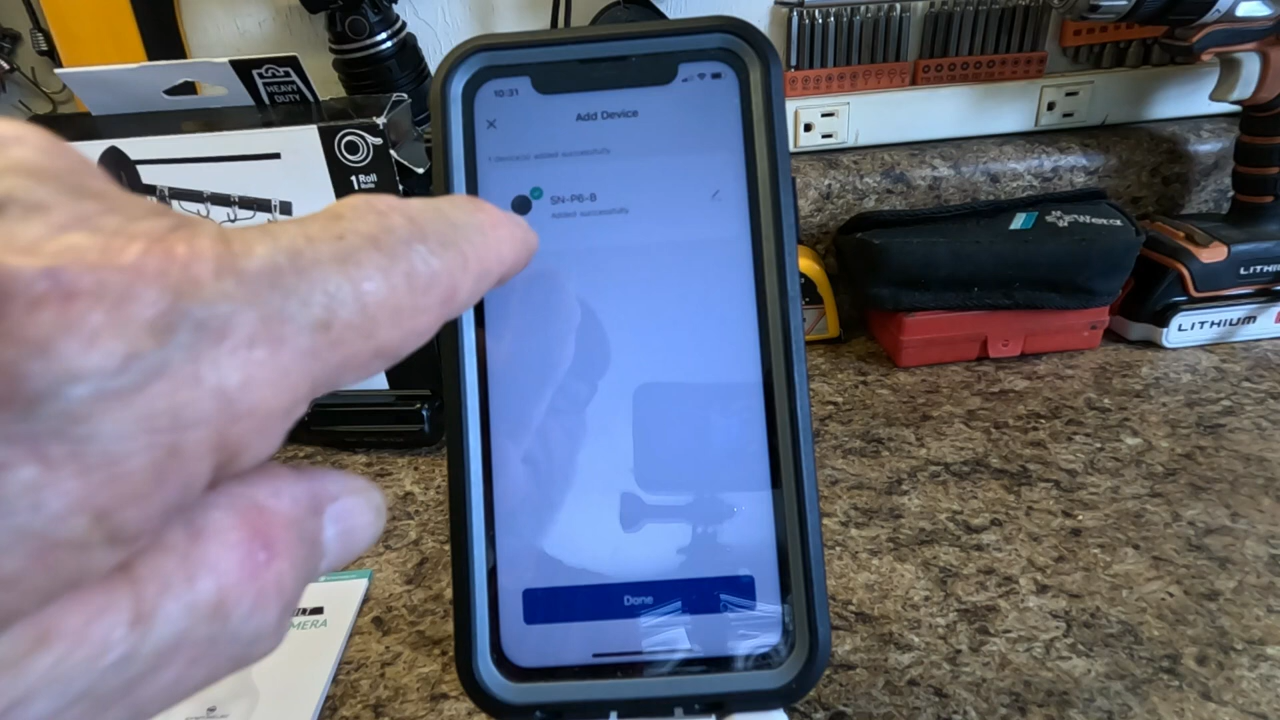 HEAVY
DUTY
1 Roll
10:31
Add Device
1 device(s) added successfully
SN-P6-B
Added successfully
Done
Wera
LITHI
LITHIUM
MERA